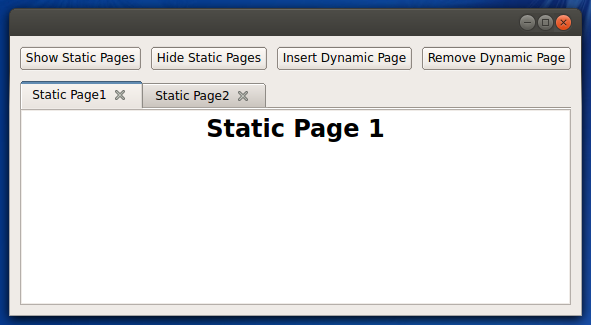 Show Static Pages Hide Static Pages Insert Dynamic Page Remove Dynamic Page
Static Page1 Static Page2
Static Page 1